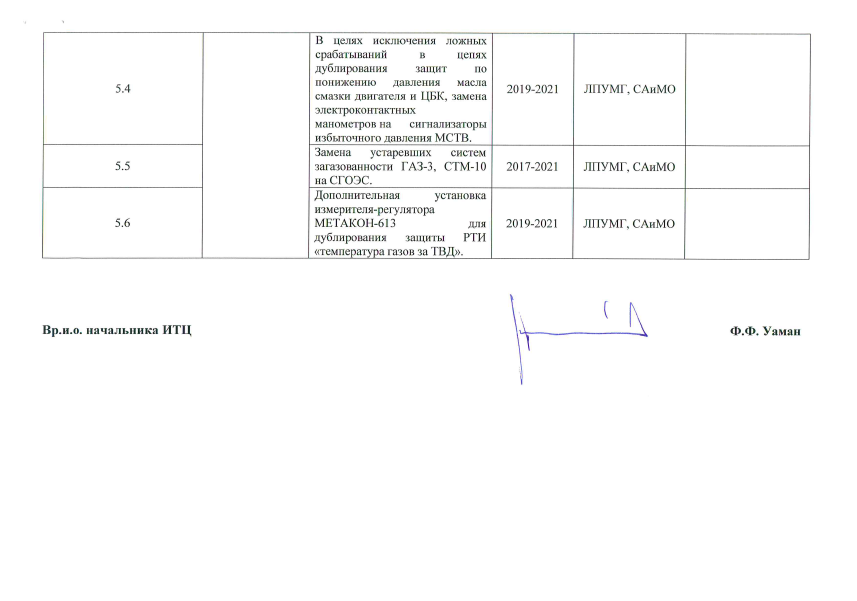 5.4
В целях исключения ложных
срабатываний в цепях
дублирования защит по
понижению давления масла
смазки двигателя и ЦБК, замена
электроконтактных
манометров на сигнализаторы
избыточного давления МСТВ.
2019-2021
ЛПУМГ, САиМО
5.5
Замена устаревших систем
загазованности ГАЗ-3, СТМ-10
на СГОЭС.
2017-2021
ЛПУМГ, САиМО
5.6
Дополнительная установка
измерителя-регулятора
МЕТАКОН-613 для
дублирования защиты РТИ
«температура газов за ТВД».
2019-2021
ЛПУМГ, САиМО
Вр.и.о. начальника ИТЦ
Ф.Ф. Уаман